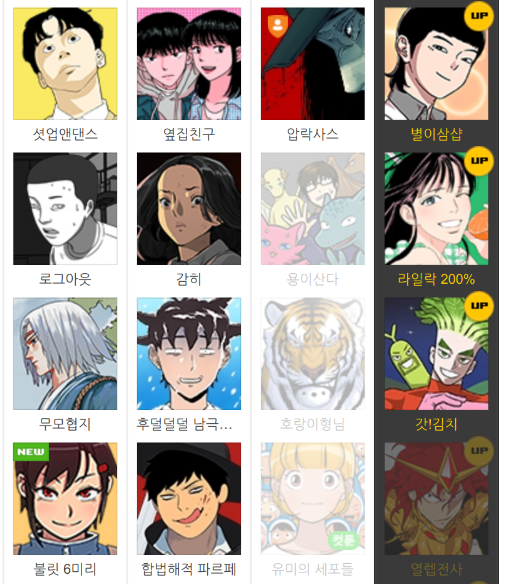 UP
셧업앤댄스
옆집친구
압락사스
별이삼샵
UP
로그아웃
감히
용이산다
라일락 200%
UP
무모협지
후덜덜덜 남극...
호랑이형님
갓!김치
NEW
컷툰
UP
불릿 6미리
합법해적 파르페
유미의 세포들
열렙전사